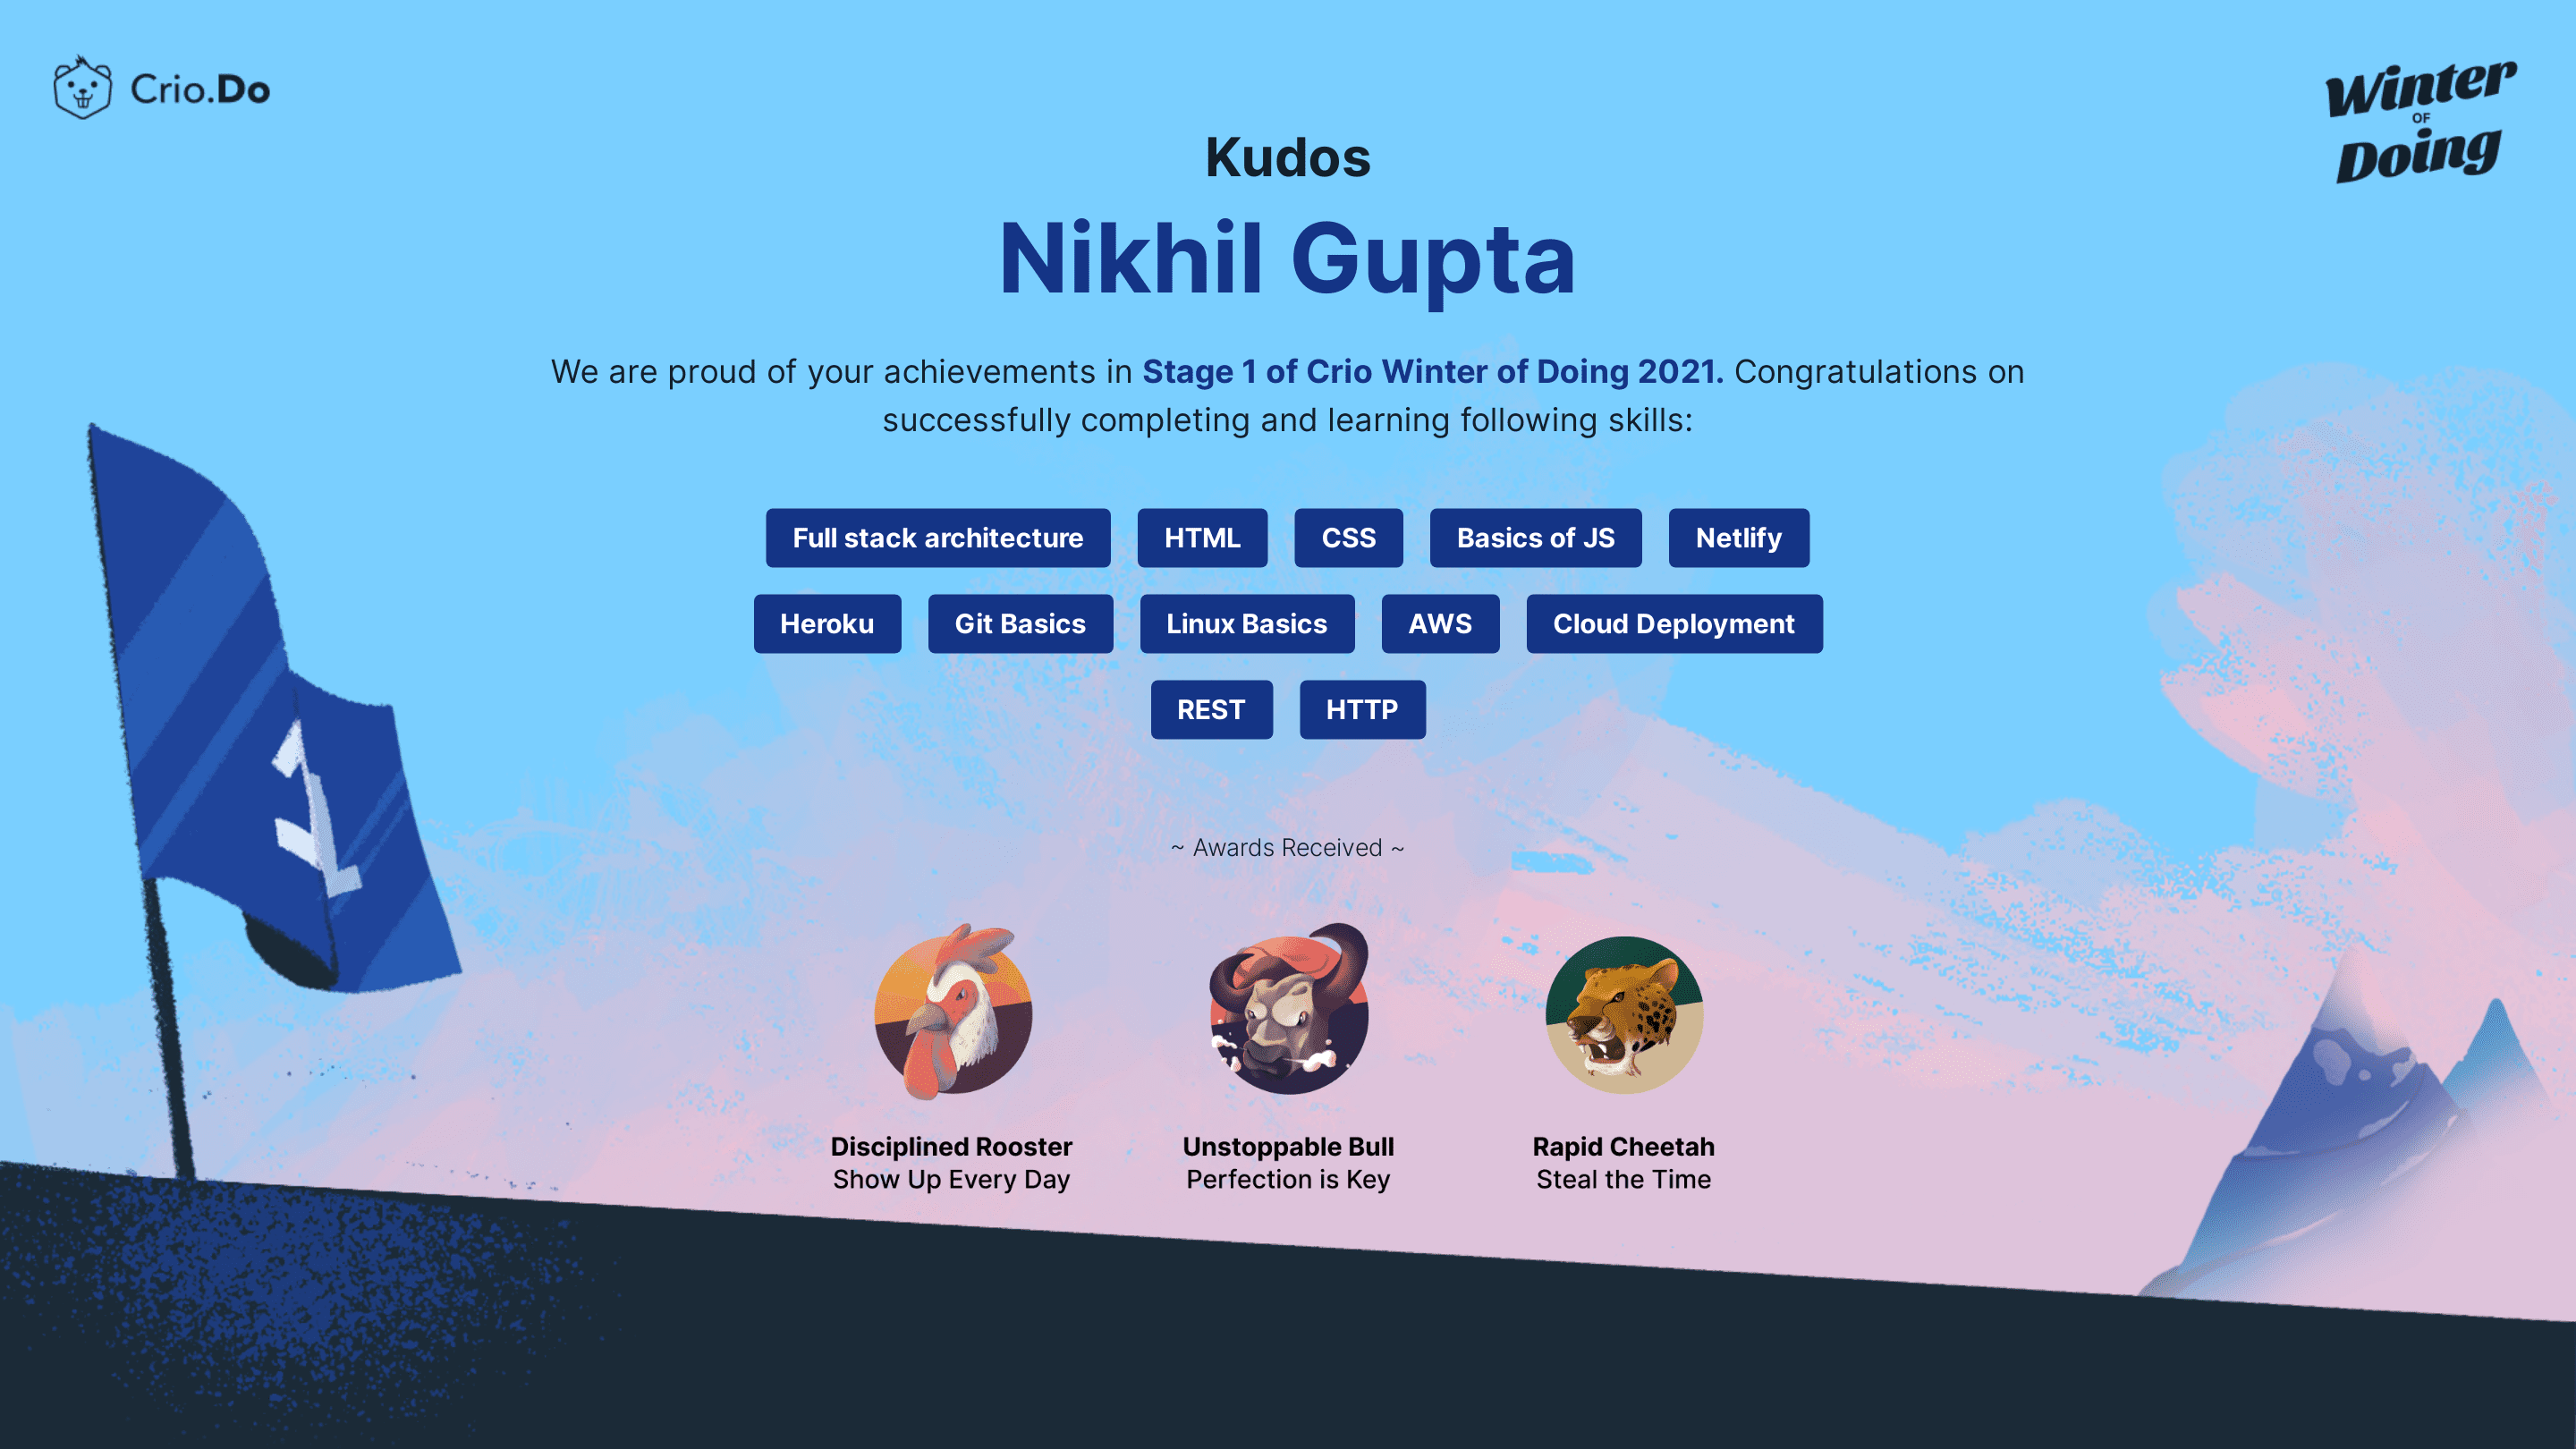 Crio.Do
Winter
OF
Doing
Kudos
Nikhil Gupta
We are proud of your achievements in Stage 1 of Crio Winter of Doing 2021. Congratulations on
successfully completing and learning following skills:
Full stack architecture HTML CSS Basics of JS Netlify
Heroku Git Basics Linux Basics AWS Cloud Deployment
REST HTTP
1
~ Awards Received ~
Disciplined Rooster Unstoppable Bull Rapid Cheetah
Show Up Every Day Perfection is Key Steal the Time